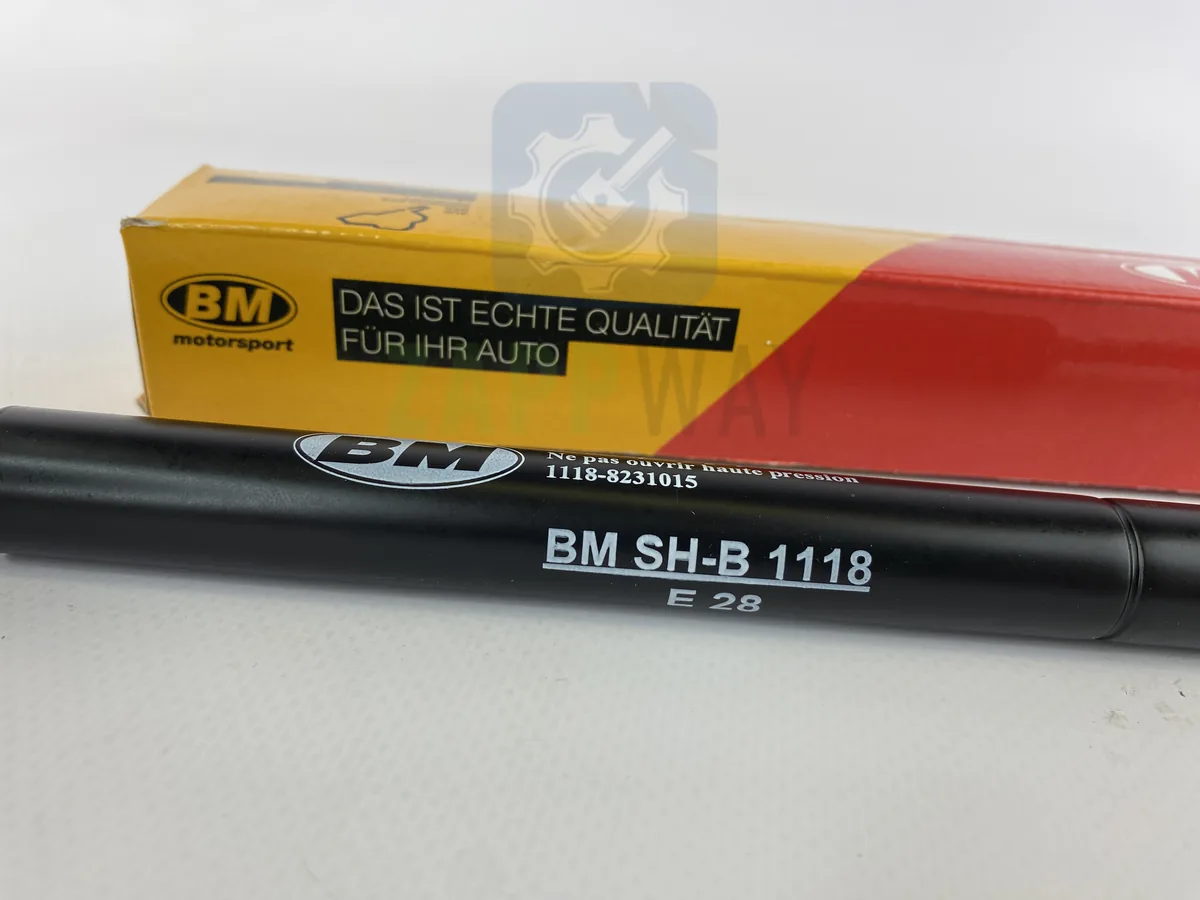 BM
motorsport
DAS IST ECHTE QUALITÄT
FÜR IHR AUTO
ZAPPWAY
BM
Ne pas ouvrir haute pression
1118-8231015
BM SH-B 1118
E 28